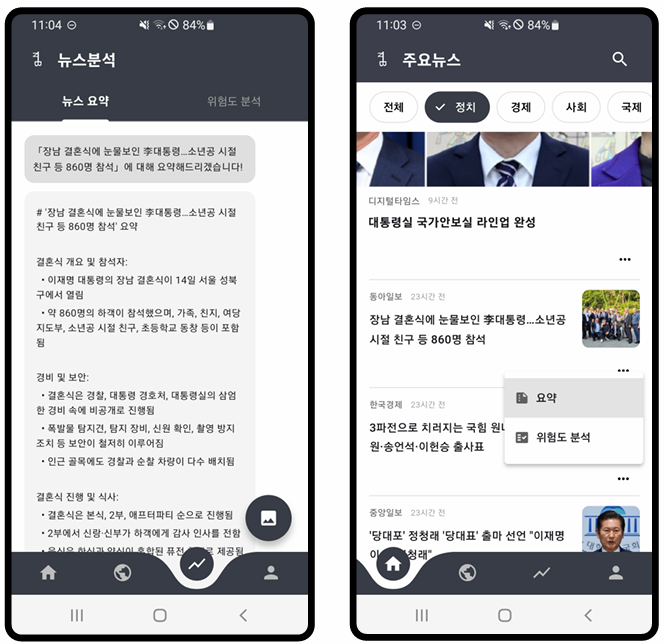 11:04
84%
뉴스분석
뉴스 요약
위험도 분석
「장남 결혼식에 눈물보인 李대통령…소년공 시절
친구 등 860명 참석」에 대해 요약해드리겠습니다!
# '장남 결혼식에 눈물보인 李대통령…소년공 시절
친구 등 860명 참석' 요약
결혼식 개요 및 참석자:
• 이재명 대통령의 장남 결혼식이 14일 서울 성북
구에서 열림
• 약 860명의 하객이 참석했으며, 가족, 친지, 여당
지도부, 소년공 시절 친구, 초등학교 동창 등이 포함
됨
경비 및 보안:
• 결혼식은 경찰, 대통령 경호처, 대통령실의 삼엄
한 경비 속에 비공개로 진행됨
• 폭발물 탐지견, 탐지 장비, 신원 확인, 촬영 방지
조치 등 보안이 철저히 이루어짐
• 인근 골목에도 경찰과 순찰 차량이 다수 배치됨
결혼식 진행 및 식사:
• 결혼식은 본식, 2부, 애프터파티 순으로 진행됨
• 2부에서 신랑·신부가 하객에게 감사 인사를 전함
• 음식은 한식과 양식이 혼합된 퓨전 제공됨
11:03
84%
주요뉴스
전체
정치
경제
사회
국제
디지털타임스 9시간 전
대통령실 국가안보실 라인업 완성
동아일보 23시간 전
장남 결혼식에 눈물보인 李대통령…소년공
시절 친구 등 860명 참석
한국경제 23시간 전
3파전으로 치러지는 국힘 원내
원·송언석·이헌승 출사표
요약
위험도 분석
중앙일보 23시간 전
'당대포' 정청래 '당대표' 출마 선언 "이재명
청래"